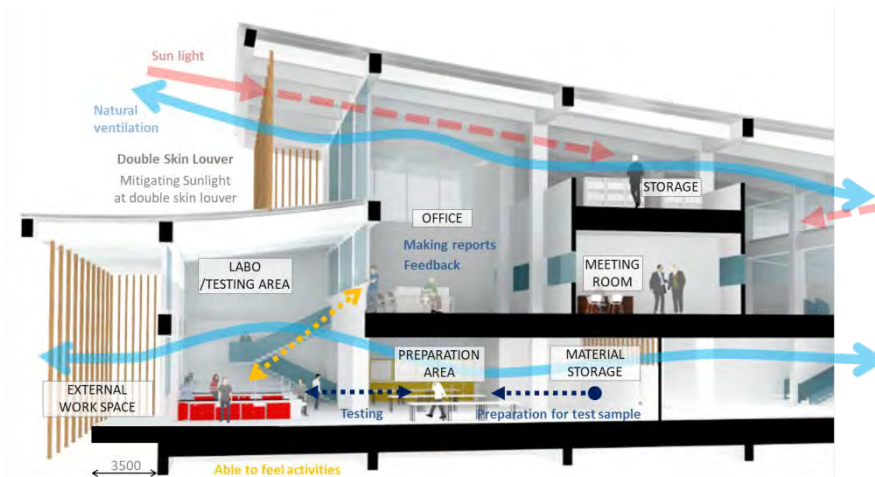 Sun light
Natural
ventilation
Double Skin Louver
Mitigating Sunlight
at double skin louver
STORAGE
OFFICE
Making reports
Feedback
LABO
/TESTING AREA
MEETING
ROOM
PREPARATION
AREA
MATERIAL
STORAGE
EXTERNAL
WORK SPACE
Testing
Preparation for test sample
3500
Able to feel activities